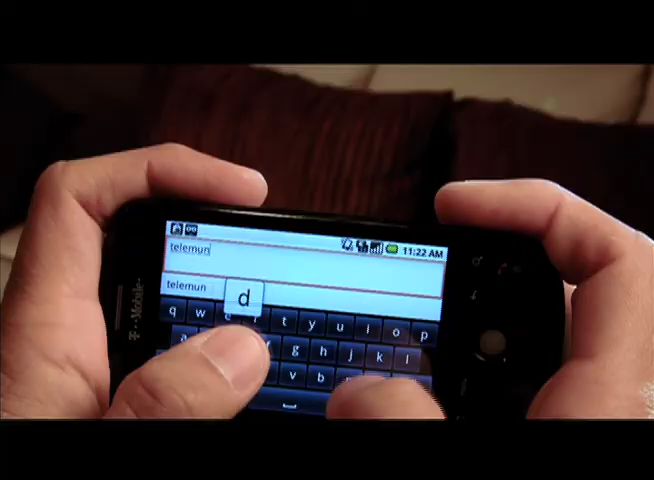 11:22 AM
telemun
telemun
d
q w e t y u i o p
a g h j k l
v b
T··Mobile·